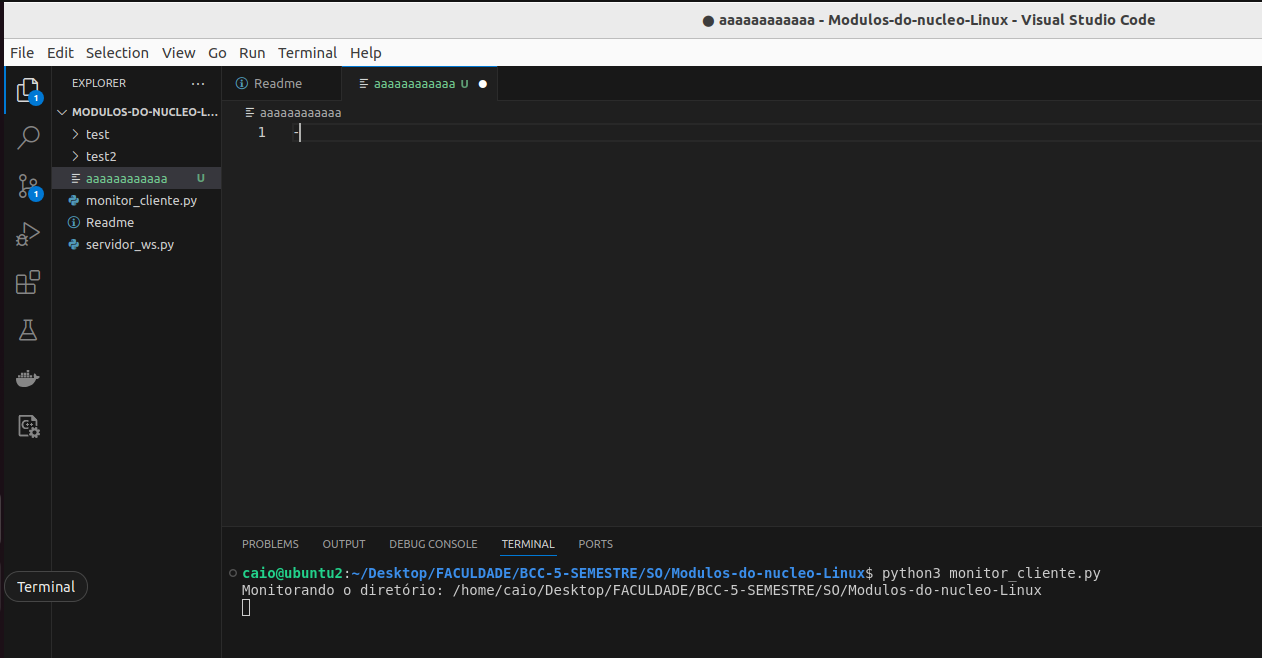 ● aaaaaaaaaaaa - Modulos-do-nucleo-Linux - Visual Studio Code
File Edit Selection View Go Run Terminal Help
EXPLORER ...
MODULOS-DO-NUCLEO-L...
test
test2
aaaaaaaaaaaa U
monitor_cliente.py
Readme
servidor_ws.py
1
1
Readme
aaaaaaaaaaaa U ●
aaaaaaaaaaaa
1 -
PROBLEMS OUTPUT DEBUG CONSOLE TERMINAL PORTS
caio@ubuntu2:~/Desktop/FACULDADE/BCC-5-SEMESTRE/SO/Modulos-do-nucleo-Linux$ python3 monitor_cliente.py
Monitorando o diretório: /home/caio/Desktop/FACULDADE/BCC-5-SEMESTRE/SO/Modulos-do-nucleo-Linux
Terminal